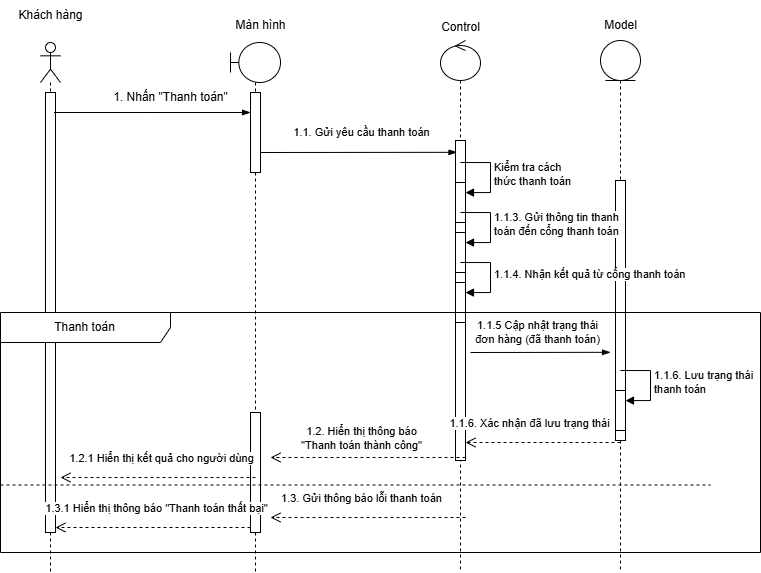 Khách hàng
Màn hình
Control
Model
1. Nhấn "Thanh toán"
1.1. Gửi yêu cầu thanh toán
Kiểm tra cách
thức thanh toán
1.1.3. Gửi thông tin thanh
toán đến cổng thanh toán
1.1.4. Nhận kết quả từ cổng thanh toán
Thanh toán
1.1.5 Cập nhật trạng thái
đơn hàng (đã thanh toán)
1.1.6. Lưu trạng thái
thanh toán
1.1.6. Xác nhận đã lưu trạng thái
1.2. Hiển thị thông báo
"Thanh toán thành công"
1.2.1 Hiển thị kết quả cho người dùng
1.3. Gửi thông báo lỗi thanh toán
1.3.1 Hiển thị thông báo "Thanh toán thất bại"